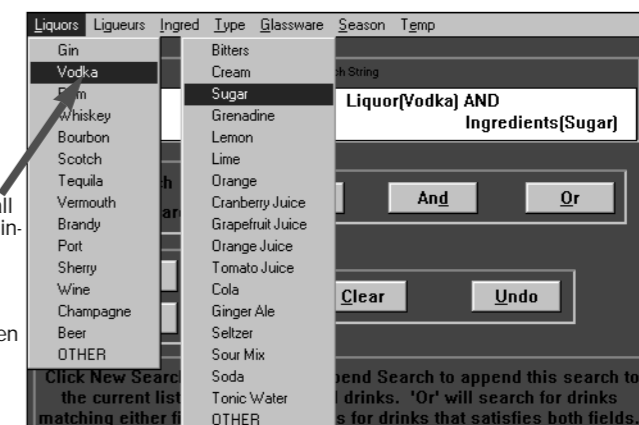 Liquors Liqueurs Ingred Type Glassware Season Temp
Gin
Vodka
Whiskey
Bourbon
Scotch
Tequila
Vermouth
Brandy
Port
Sherry
Wine
Champagne
Beer
OTHER
Bitters
Cream
Sugar
Grenadine
Lemon
Lime
Orange
Cranberry Juice
Grapefruit Juice
Orange Juice
Tomato Juice
Cola
Ginger Ale
Seltzer
Sour Mix
Soda
Tonic Water
OTHER
String
Liquor(Vodka) AND
Ingredients(Sugar)
And Or
Clear Undo
Click New Search to append this search to
the current list drinks. 'Or' will search for drinks
matching either for drinks that satisfies both fields.
all
in-